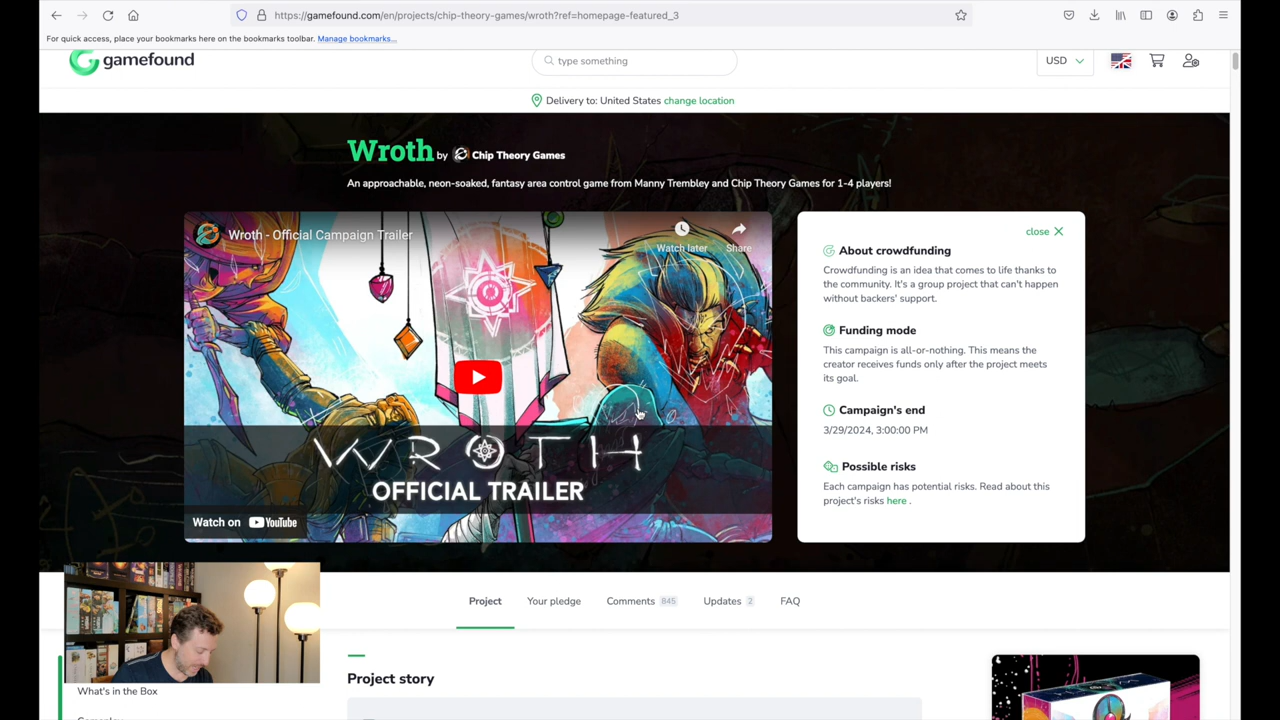 https://gamefound.com/en/projects/chip-theory-games/wroth?ref=homepage-featured_3
For quick access, place your bookmarks here on the bookmarks toolbar. Manage bookmarks...
gamefound
type something
USD
Delivery to: United States change location
Wroth by Chip Theory Games
An approachable, neon-soaked, fantasy area control game from Manny Trembley and Chip Theory Games for 1-4 players!
Wroth - Official Campaign Trailer
Watch later
Share
WROTH
OFFICIAL TRAILER
Watch on YouTube
close
About crowdfunding
Crowdfunding is an idea that comes to life thanks to
the community. It's a group project that can't happen
without backers' support.
Funding mode
This campaign is all-or-nothing. This means the
creator receives funds only after the project meets
its goal.
Campaign's end
3/29/2024, 3:00:00 PM
Possible risks
Each campaign has potential risks. Read about this
project's risks here .
Project
Your pledge
Comments 845
Updates 2
FAQ
Project story
What's in the Box
Gameplay